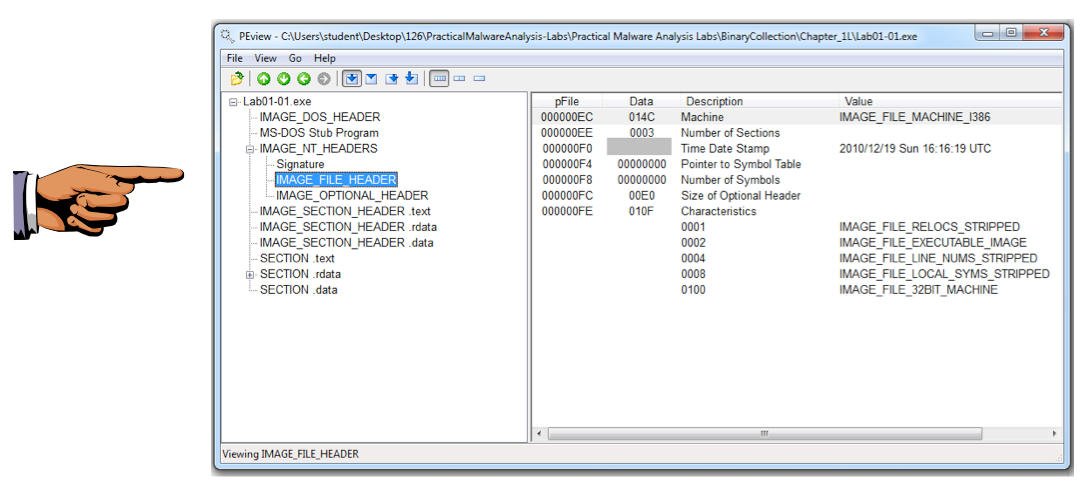 PEview - C:\Users\student\Desktop\126\PracticalMalwareAnalysis-Labs\Practical Malware Analysis Labs\BinaryCollection\Chapter_1L\Lab01-01.exe
File View Go Help
Lab01-01.exe
IMAGE_DOS_HEADER
MS-DOS Stub Program
IMAGE_NT_HEADERS
Signature
IMAGE_FILE_HEADER
IMAGE_OPTIONAL_HEADER
IMAGE_SECTION_HEADER .text
IMAGE_SECTION_HEADER .rdata
IMAGE_SECTION_HEADER .data
SECTION .text
SECTION .rdata
SECTION .data
pFile Data Description Value
000000EC 014C Machine IMAGE_FILE_MACHINE_I386
000000EE 0003 Number of Sections
000000F0 Time Date Stamp 2010/12/19 Sun 16:16:19 UTC
000000F4 00000000 Pointer to Symbol Table
000000F8 00000000 Number of Symbols
000000FC 00E0 Size of Optional Header
000000FE 010F Characteristics
0001 IMAGE_FILE_RELOCS_STRIPPED
0002 IMAGE_FILE_EXECUTABLE_IMAGE
0004 IMAGE_FILE_LINE_NUMS_STRIPPED
0008 IMAGE_FILE_LOCAL_SYMS_STRIPPED
0100 IMAGE_FILE_32BIT_MACHINE
Viewing IMAGE_FILE_HEADER